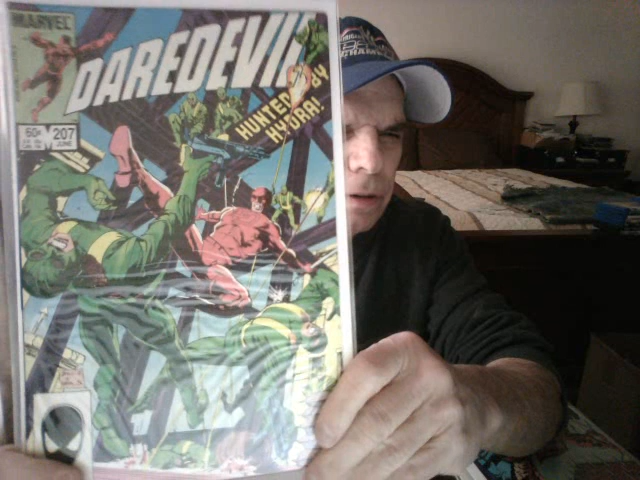 MARVEL
DAREDEVIL
HUNTED BY
HYDRA!
60¢ 207
JUNE